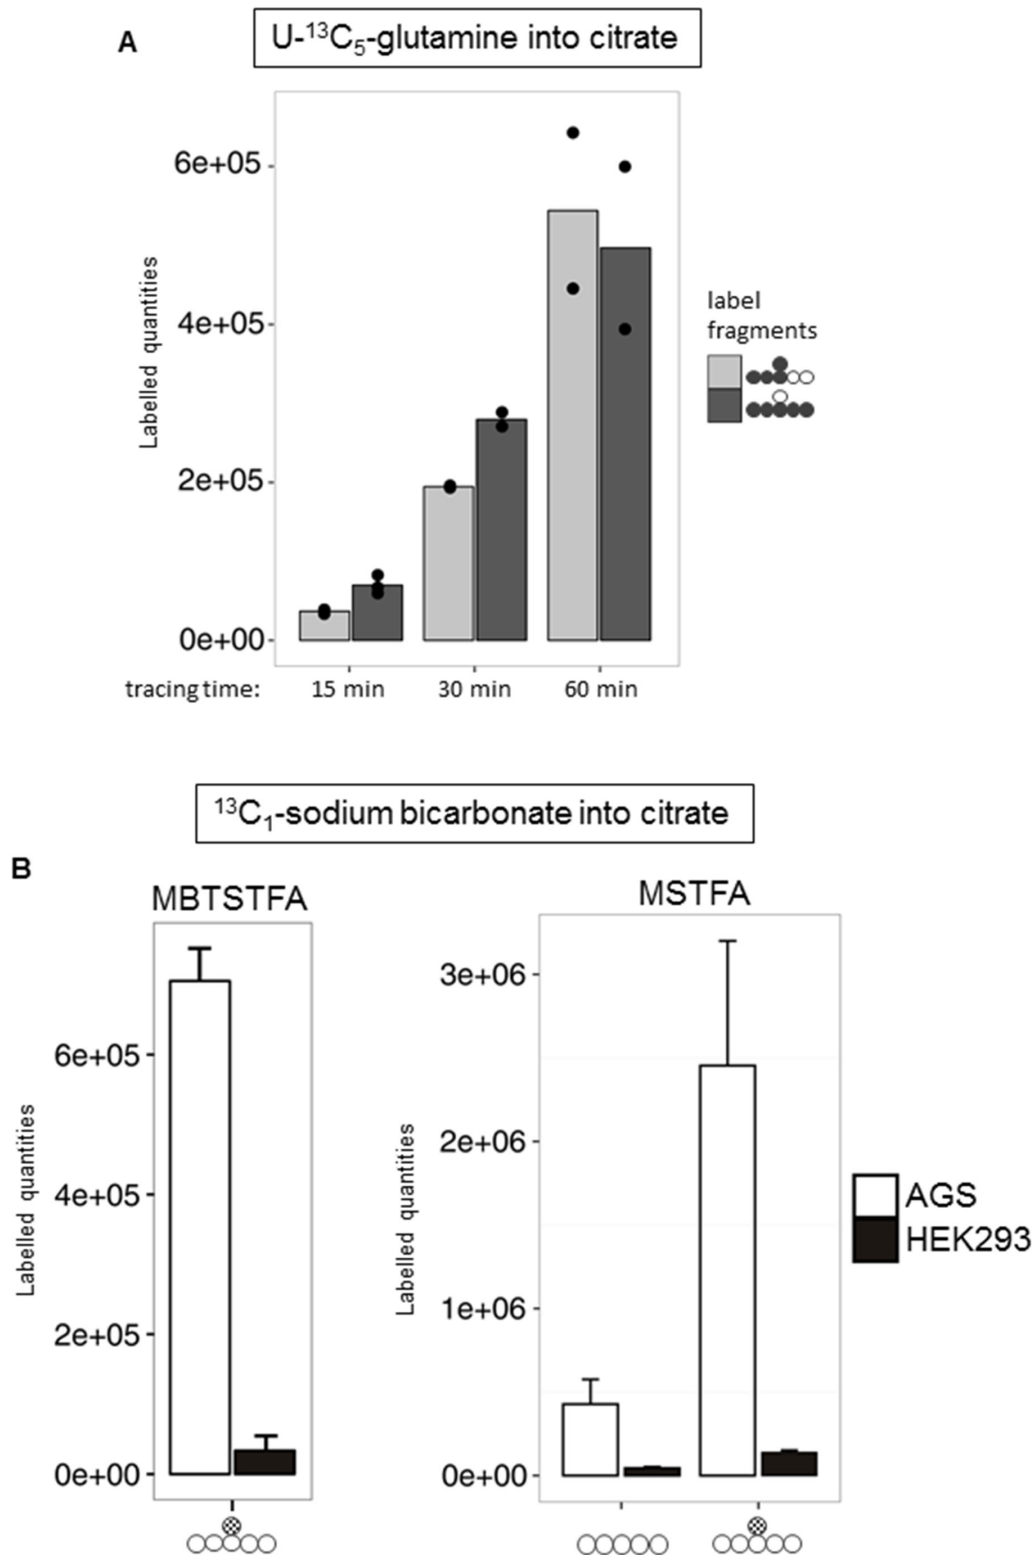 A
U-¹³C₅-glutamine into citrate
6e+05
4e+05
2e+05
0e+00
Labelled quantities
label
fragments
tracing time: 15 min 30 min 60 min
¹³C₁-sodium bicarbonate into citrate
B
MBTSTFA
6e+05
4e+05
2e+05
0e+00
Labelled quantities
MSTFA
3e+06
2e+06
1e+06
0e+00
Labelled quantities
AGS
HEK293